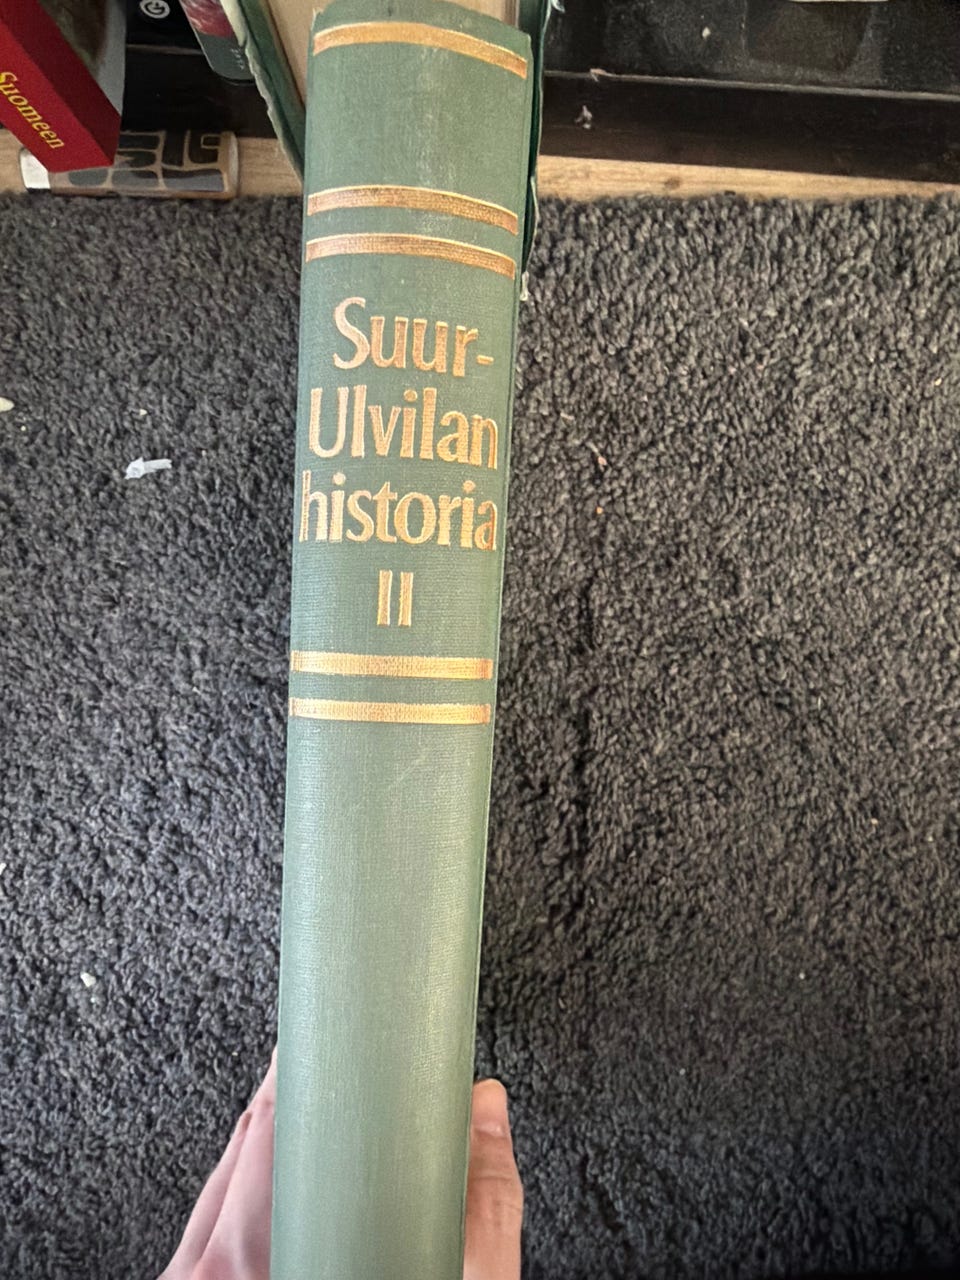 Suomeen
Suur-
Ulvilan
historia
II